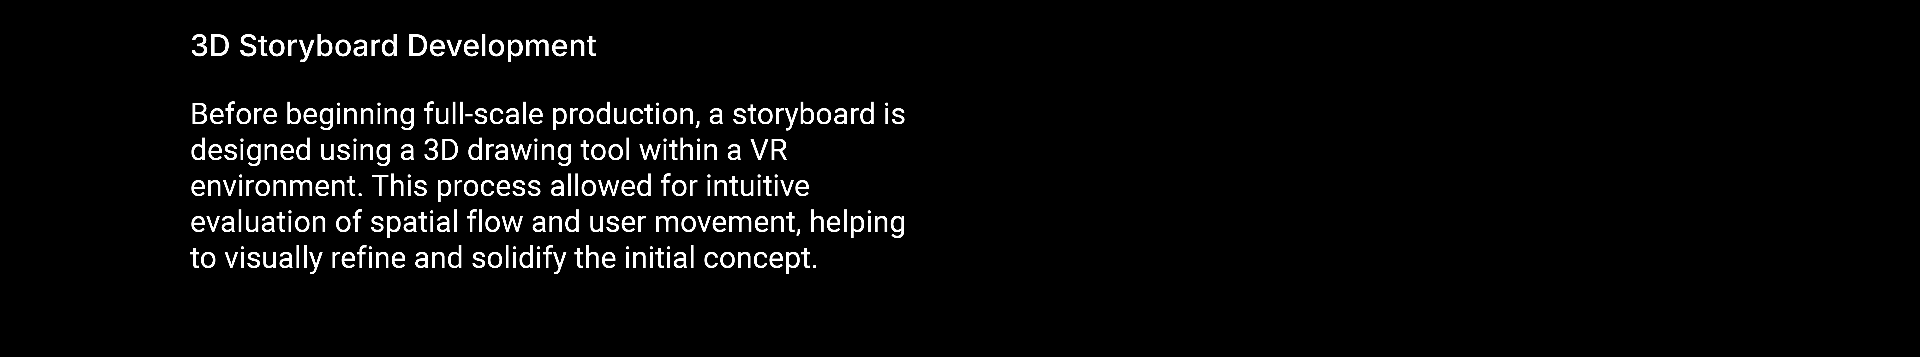 3D Storyboard Development
Before beginning full-scale production, a storyboard is
designed using a 3D drawing tool within a VR
environment. This process allowed for intuitive
evaluation of spatial flow and user movement, helping
to visually refine and solidify the initial concept.